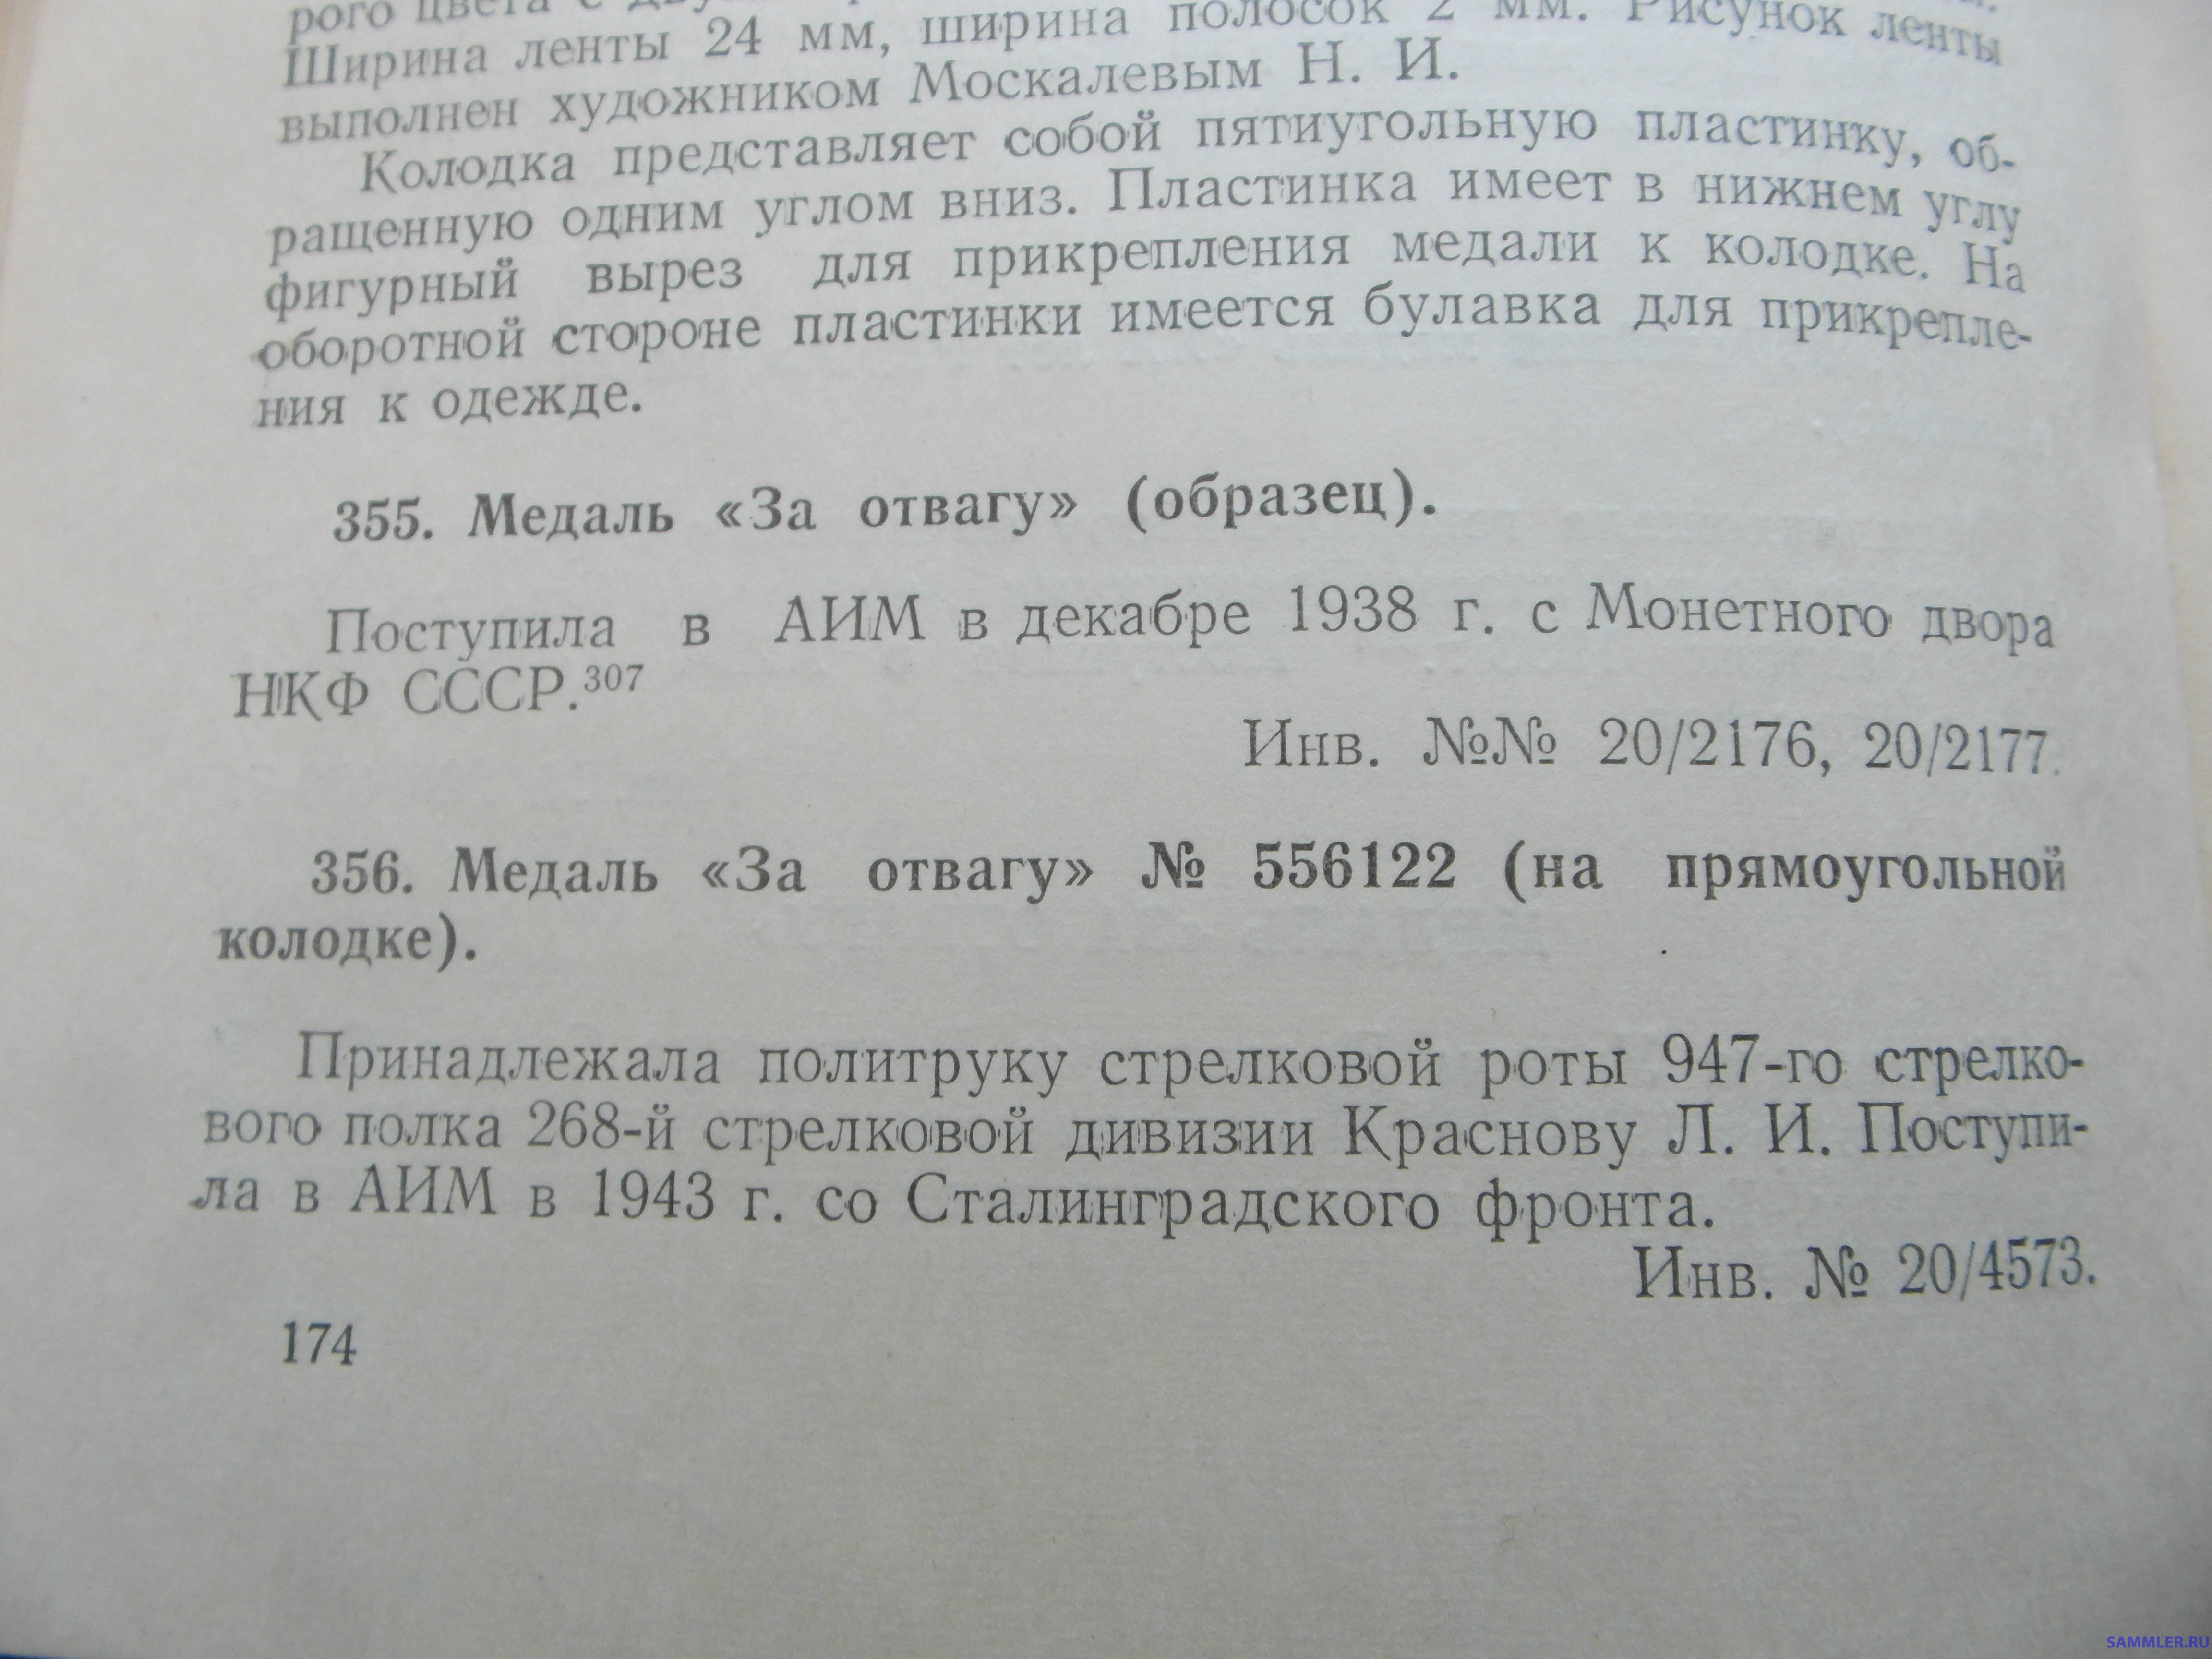 рого цвета с
Ширина ленты 24 мм, ширина полосок 2 мм. Рисунок ленты
выполнен художником Москалевым Н. И.
Колодка представляет собой пятиугольную пластинку, об-
ращенную одним углом вниз. Пластинка имеет в нижнем углу
фигурный вырез для прикрепления медали к колодке. На
оборотной стороне пластинки имеется булавка для прикрепле-
ния к одежде.
355. Медаль «За отвагу» (образец).
Поступила в АИМ в декабре 1938 г. с Монетного двора
НКФ СССР.³⁰⁷
Инв. №№ 20/2176, 20/2177.
356. Медаль «За отвагу» № 556122 (на прямоугольной
колодке).
Принадлежала политруку стрелковой роты 947-го стрелко-
вого полка 268-й стрелковой дивизии Краснову Л. И. Поступи-
ла в АИМ в 1943 г. со Сталинградского фронта.
Инв. № 20/4573.
174
SAMMLER.RU